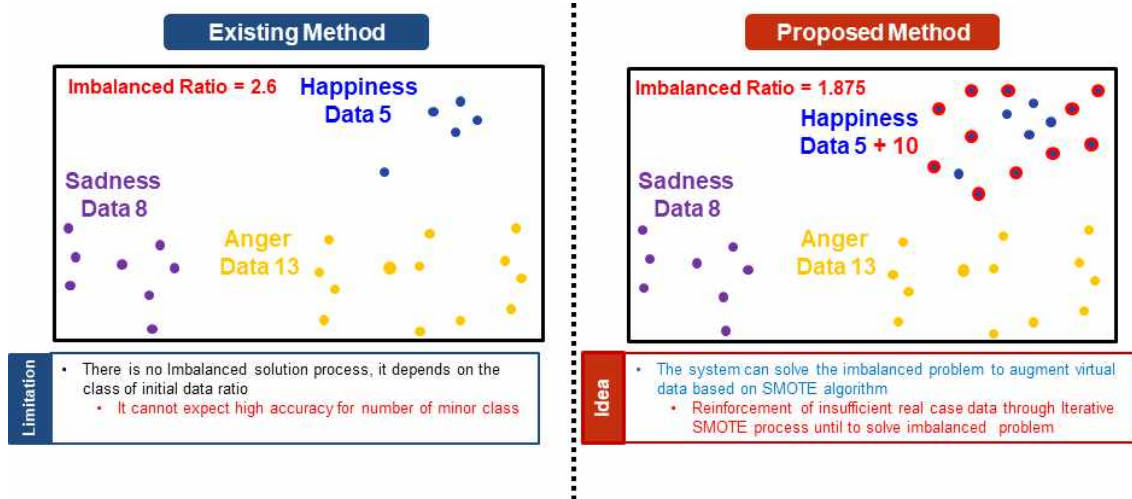 Existing Method
Imbalanced Ratio = 2.6
Happiness
Data 5
Sadness
Data 8
Anger
Data 13
Limitation
• There is no Imbalanced solution process, it depends on the
class of initial data ratio
• It cannot expect high accuracy for number of minor class
Proposed Method
Imbalanced Ratio = 1.875
Happiness
Data 5 + 10
Sadness
Data 8
Anger
Data 13
Idea
• The system can solve the imbalanced problem to augment virtual
data based on SMOTE algorithm
• Reinforcement of insufficient real case data through Iterative
SMOTE process until to solve imbalanced problem